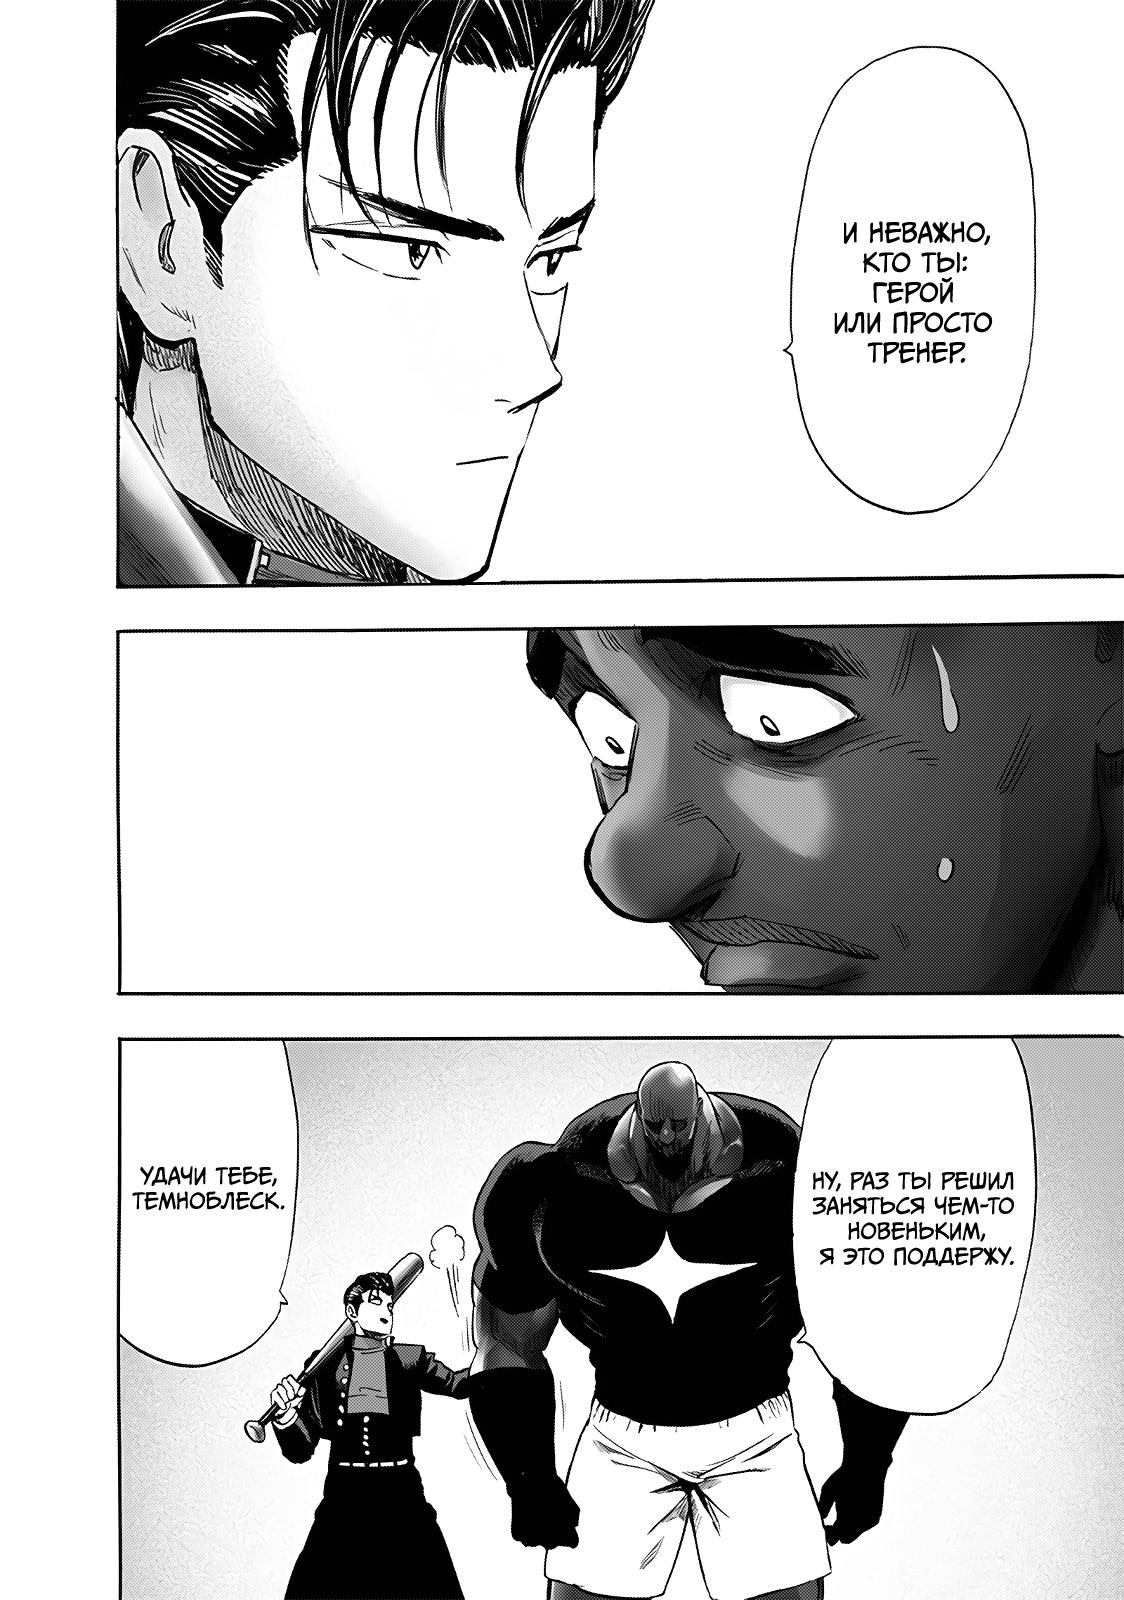 И НЕВАЖНО,
КТО ТЫ:
ГЕРОЙ
ИЛИ ПРОСТО
ТРЕНЕР.
НУ, РАЗ ТЫ РЕШИЛ
ЗАНЯТЬСЯ ЧЕМ-ТО
НОВЕНЬКИМ,
Я ЭТО ПОДДЕРЖУ.
УДАЧИ ТЕБЕ,
ТЕМНОБЛЕСК.